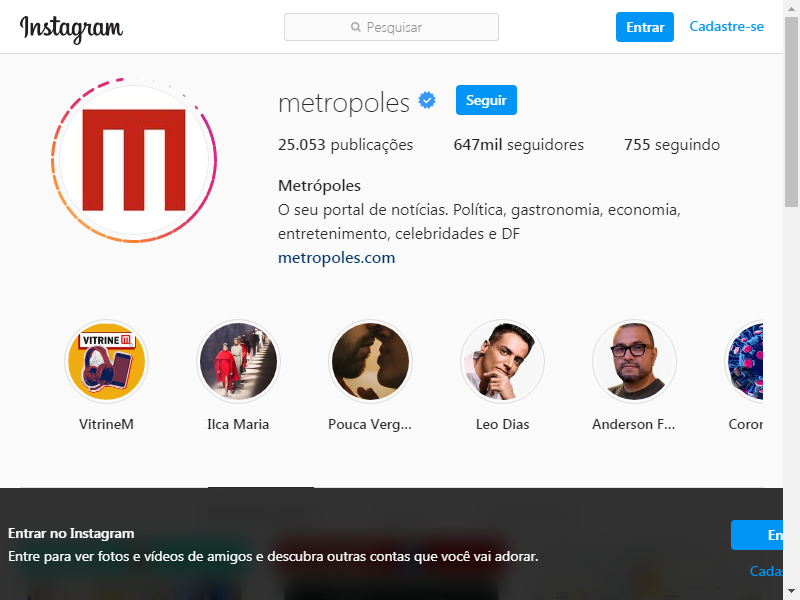 Instagram
Pesquisar
Entrar
Cadastre-se
metropoles
Seguir
25.053 publicações
647mil seguidores
755 seguindo
Metrópoles
O seu portal de notícias. Política, gastronomia, economia,
entretenimento, celebridades e DF
metropoles.com
VITRINE M
VitrineM
Ilca Maria
Pouca Verg...
Leo Dias
Anderson F...
Coror
Entrar no Instagram
Entre para ver fotos e vídeos de amigos e descubra outras contas que você vai adorar.
En
Cadas